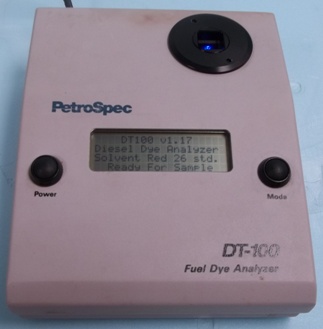 PetroSpec
DT100 v1.17
Diesel Dye Analyzer
Solvent Red 26 std.
Ready For Sample
Power
Mode
DT-100
Fuel Dye Analyzer